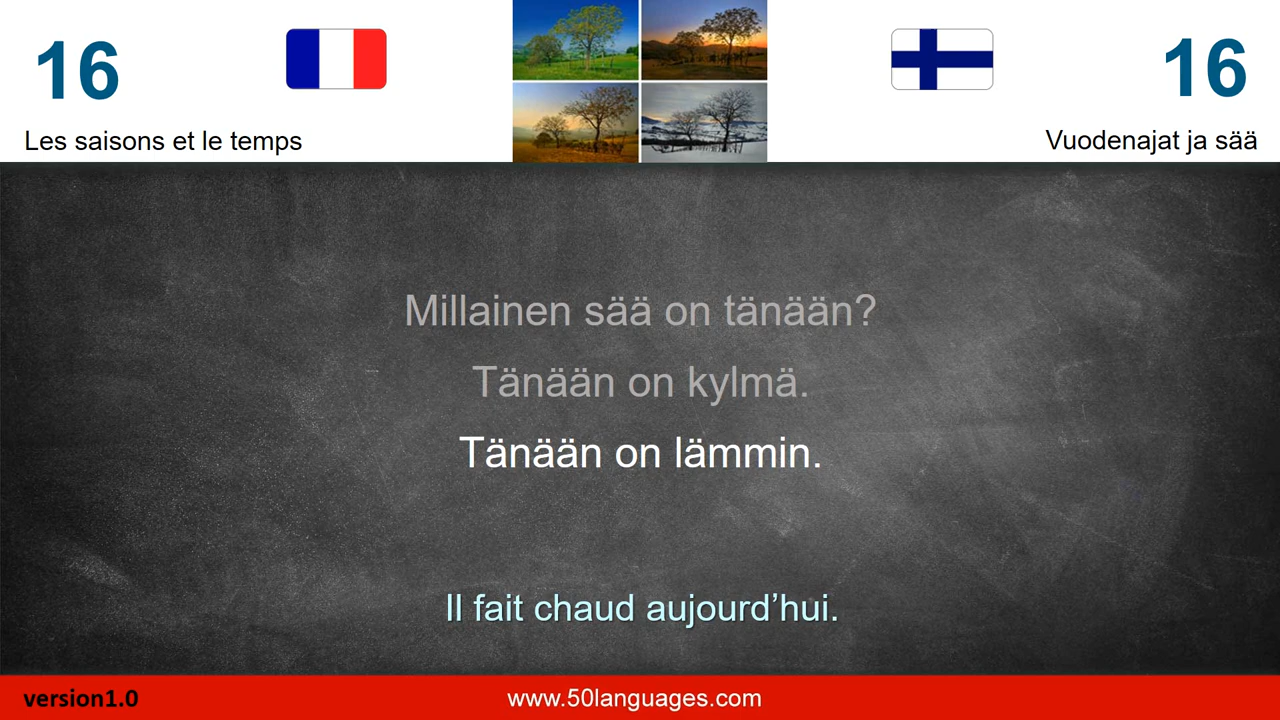 16
16
Les saisons et le temps
Vuodenajat ja sää
Millainen sää on tänään?
Tänään on kylmä.
Tänään on lämmin.
Il fait chaud aujourd’hui.
version1.0
www.50languages.com